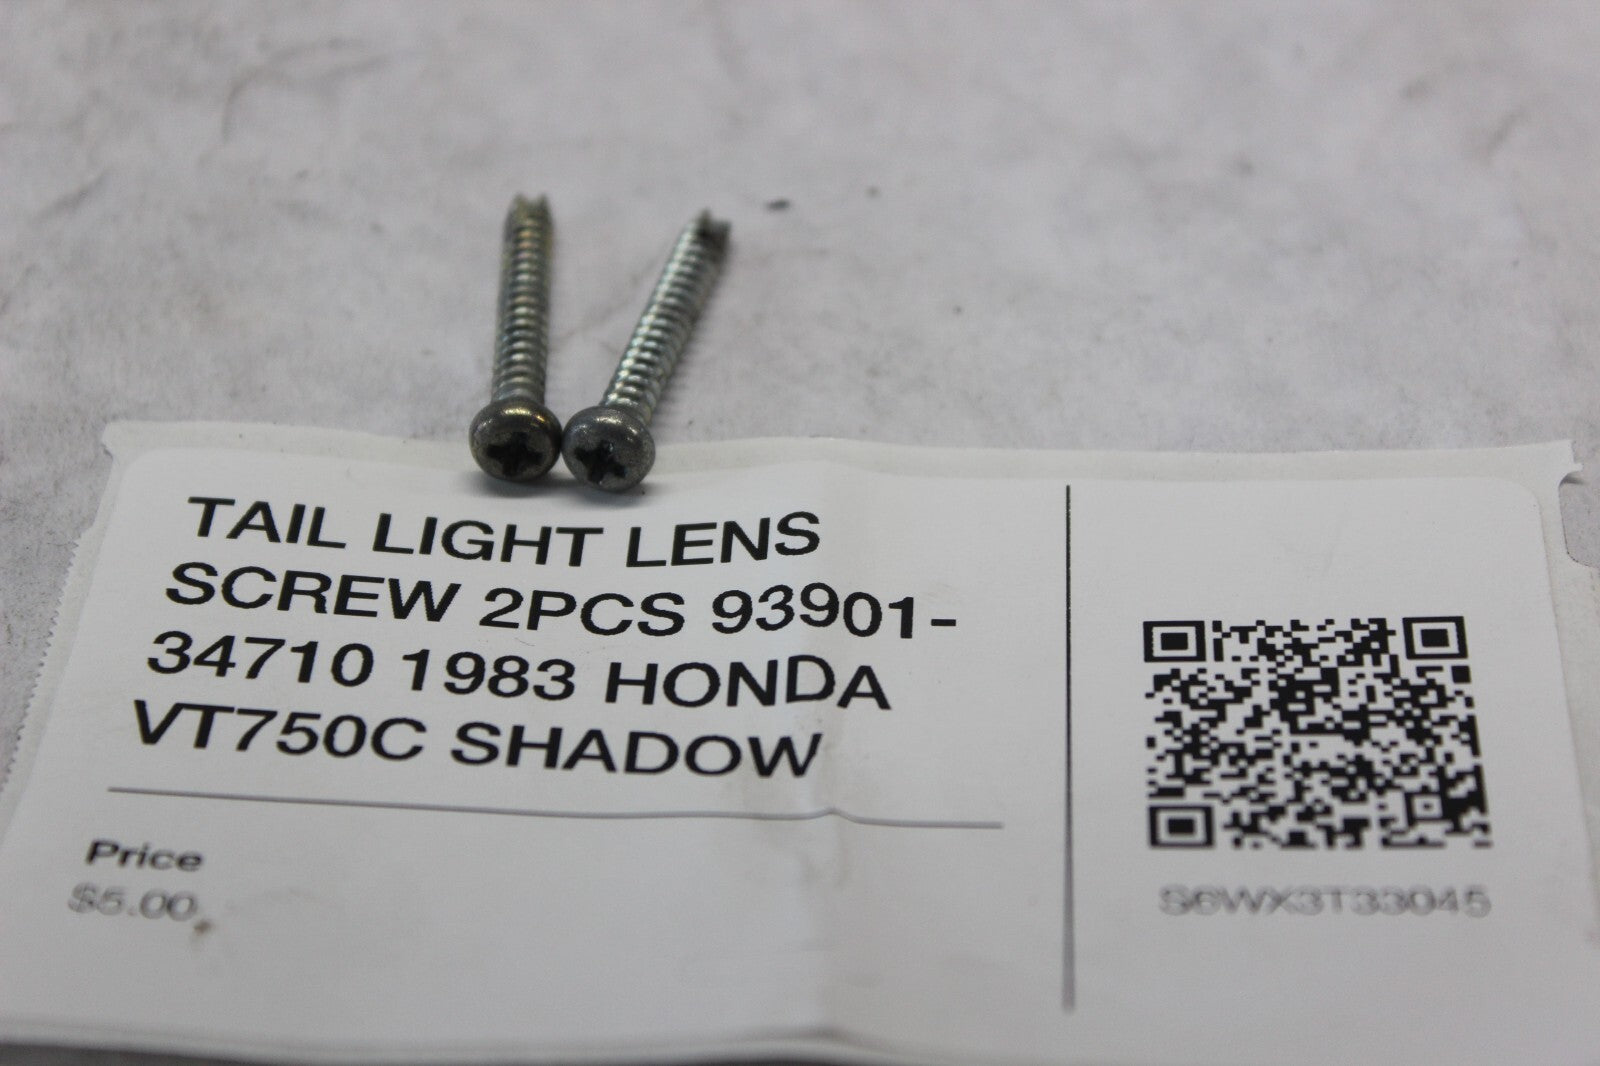 TAIL LIGHT LENS
SCREW 2PCS 93901-
34710 1983 HONDA
VT750C SHADOW
Price
$5.00
S6WX3T33045